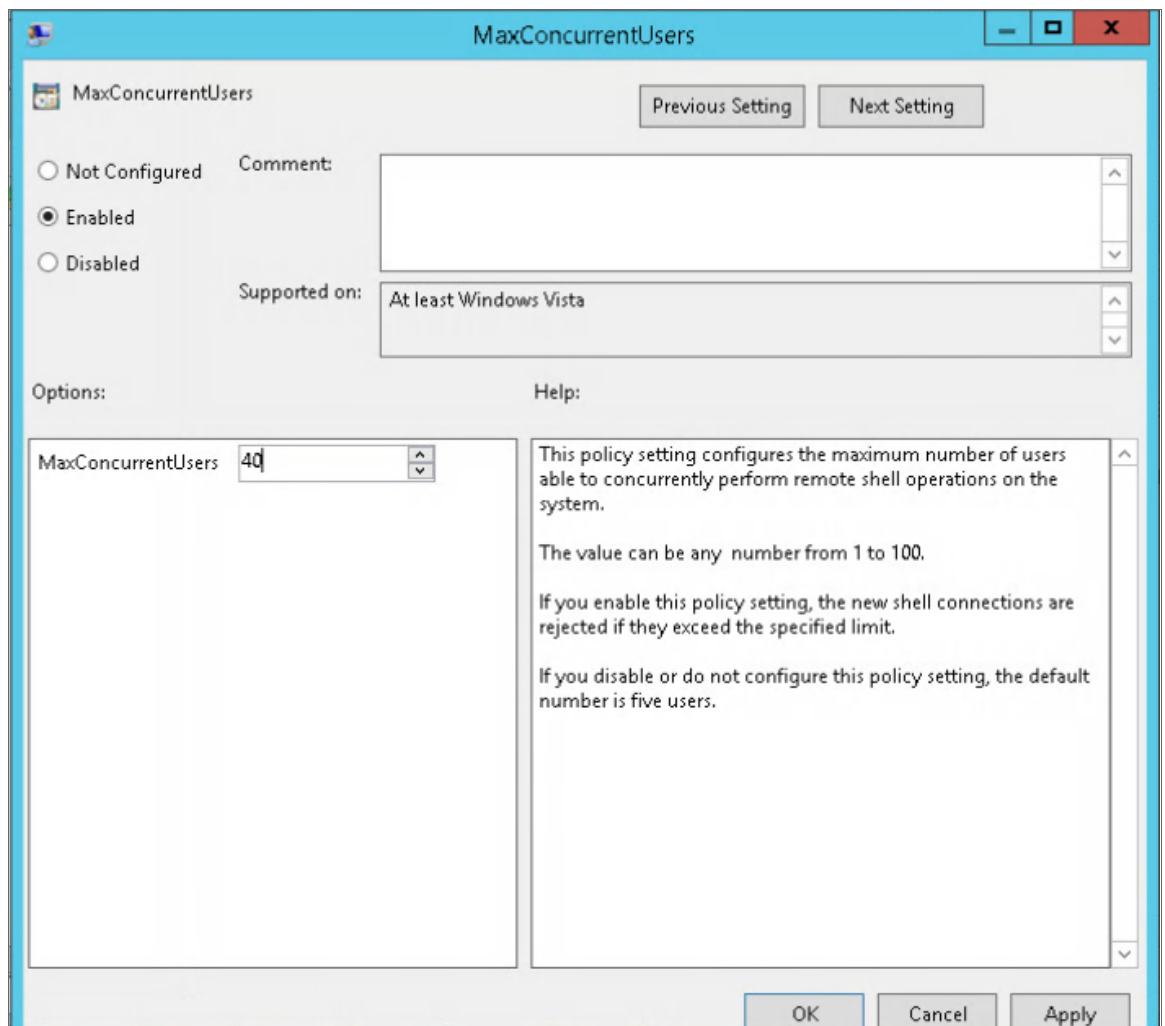 MaxConcurrentUsers
MaxConcurrentUsers
Previous Setting
Next Setting
Not Configured
Comment:
Enabled
Disabled
Supported on:
At least Windows Vista
Options:
Help:
MaxConcurrentUsers 40
This policy setting configures the maximum number of users
able to concurrently perform remote shell operations on the
system.
The value can be any number from 1 to 100.
If you enable this policy setting, the new shell connections are
rejected if they exceed the specified limit.
If you disable or do not configure this policy setting, the default
number is five users.
OK
Cancel
Apply